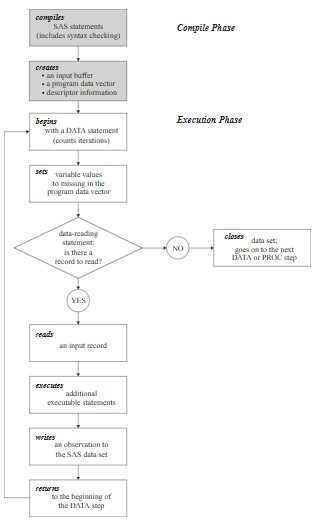 compiles
SAS statements
(includes syntax checking)
Compile Phase
creates
• an input buffer
• a program data vector
• descriptor information
begins
with a DATA statement
(counts iterations)
Execution Phase
sets variable values
to missing in the
program data vector
data-reading
statement:
is there a
record to read?
NO
closes
data set;
goes on to the next
DATA or PROC step
YES
reads
an input record
executes
additional
executable statements
writes
an observation to
the SAS data set
returns
to the beginning of
the DATA step